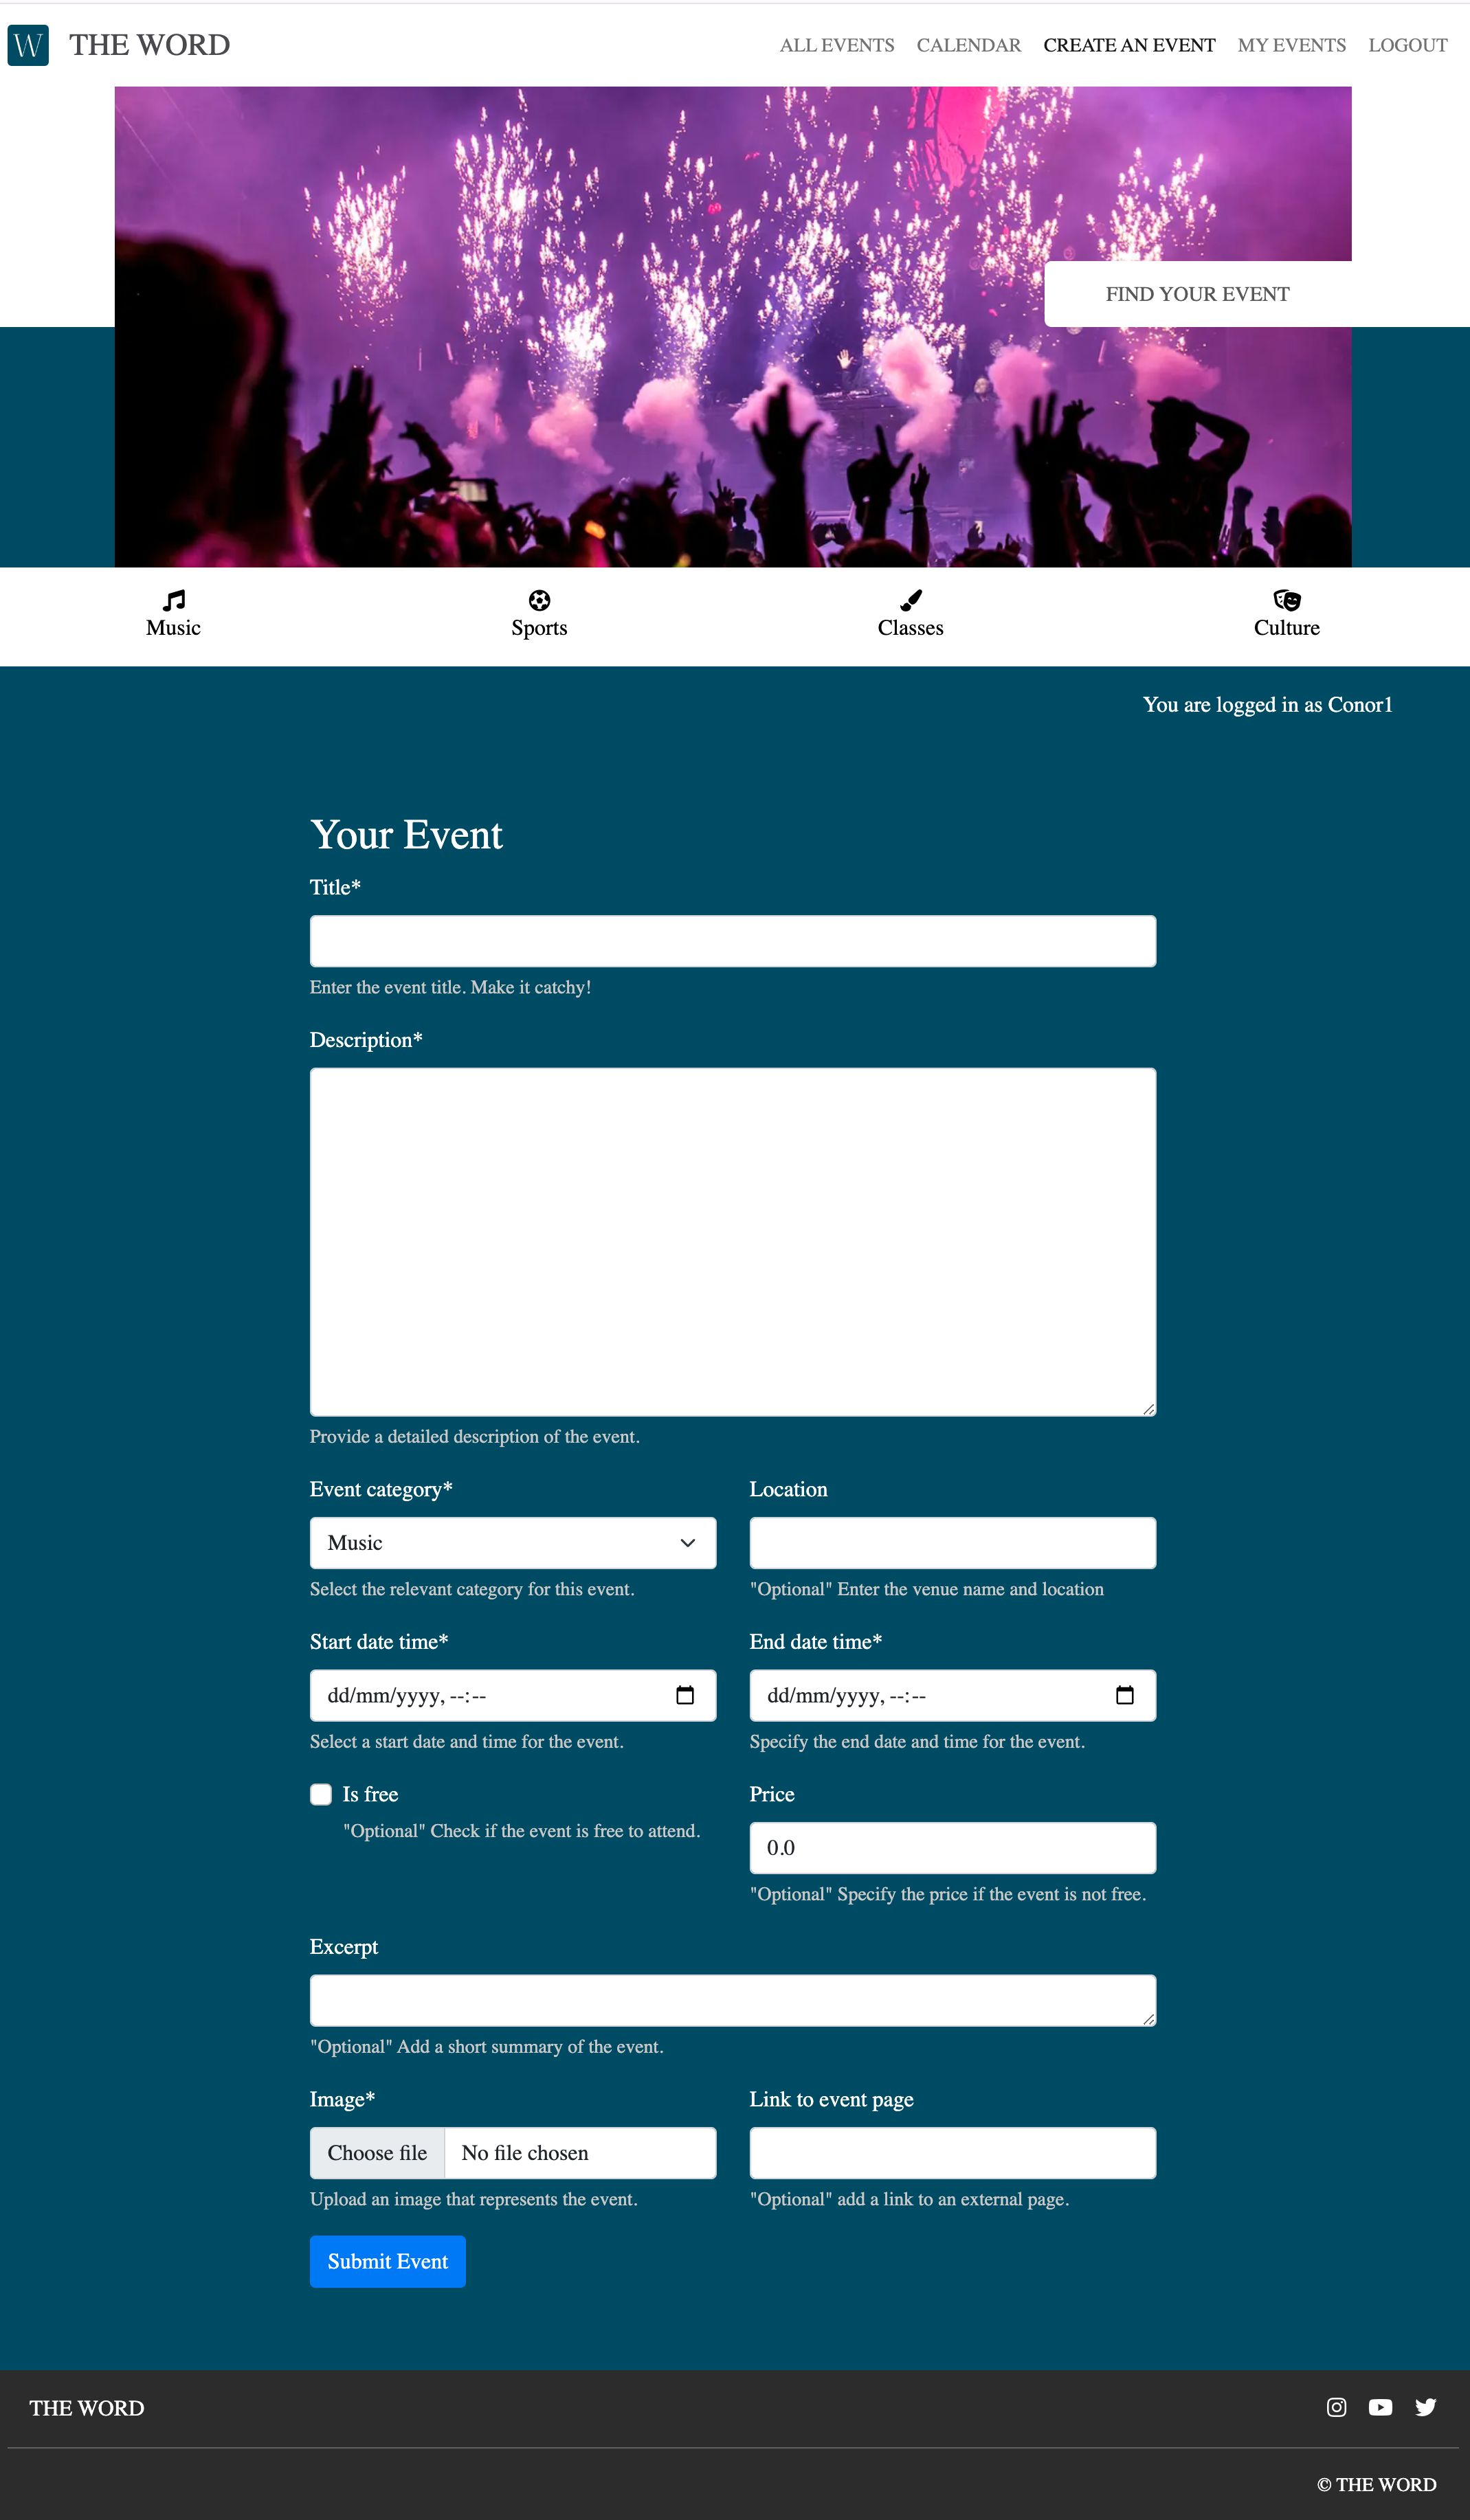 W THE WORD
ALL EVENTS CALENDAR CREATE AN EVENT MY EVENTS LOGOUT
FIND YOUR EVENT
Music Sports Classes Culture
You are logged in as Conor1
Your Event
Title*
Enter the event title. Make it catchy!
Description*
Provide a detailed description of the event.
Event category* Location
Music
Select the relevant category for this event. "Optional" Enter the venue name and location
Start date time* End date time*
dd/mm/yyyy, --:-- dd/mm/yyyy, --:--
Select a start date and time for the event. Specify the end date and time for the event.
Is free Price
"Optional" Check if the event is free to attend.
0.0
"Optional" Specify the price if the event is not free.
Excerpt
"Optional" Add a short summary of the event.
Image* Link to event page
Choose file No file chosen
Upload an image that represents the event. "Optional" add a link to an external page.
Submit Event
THE WORD
© THE WORD